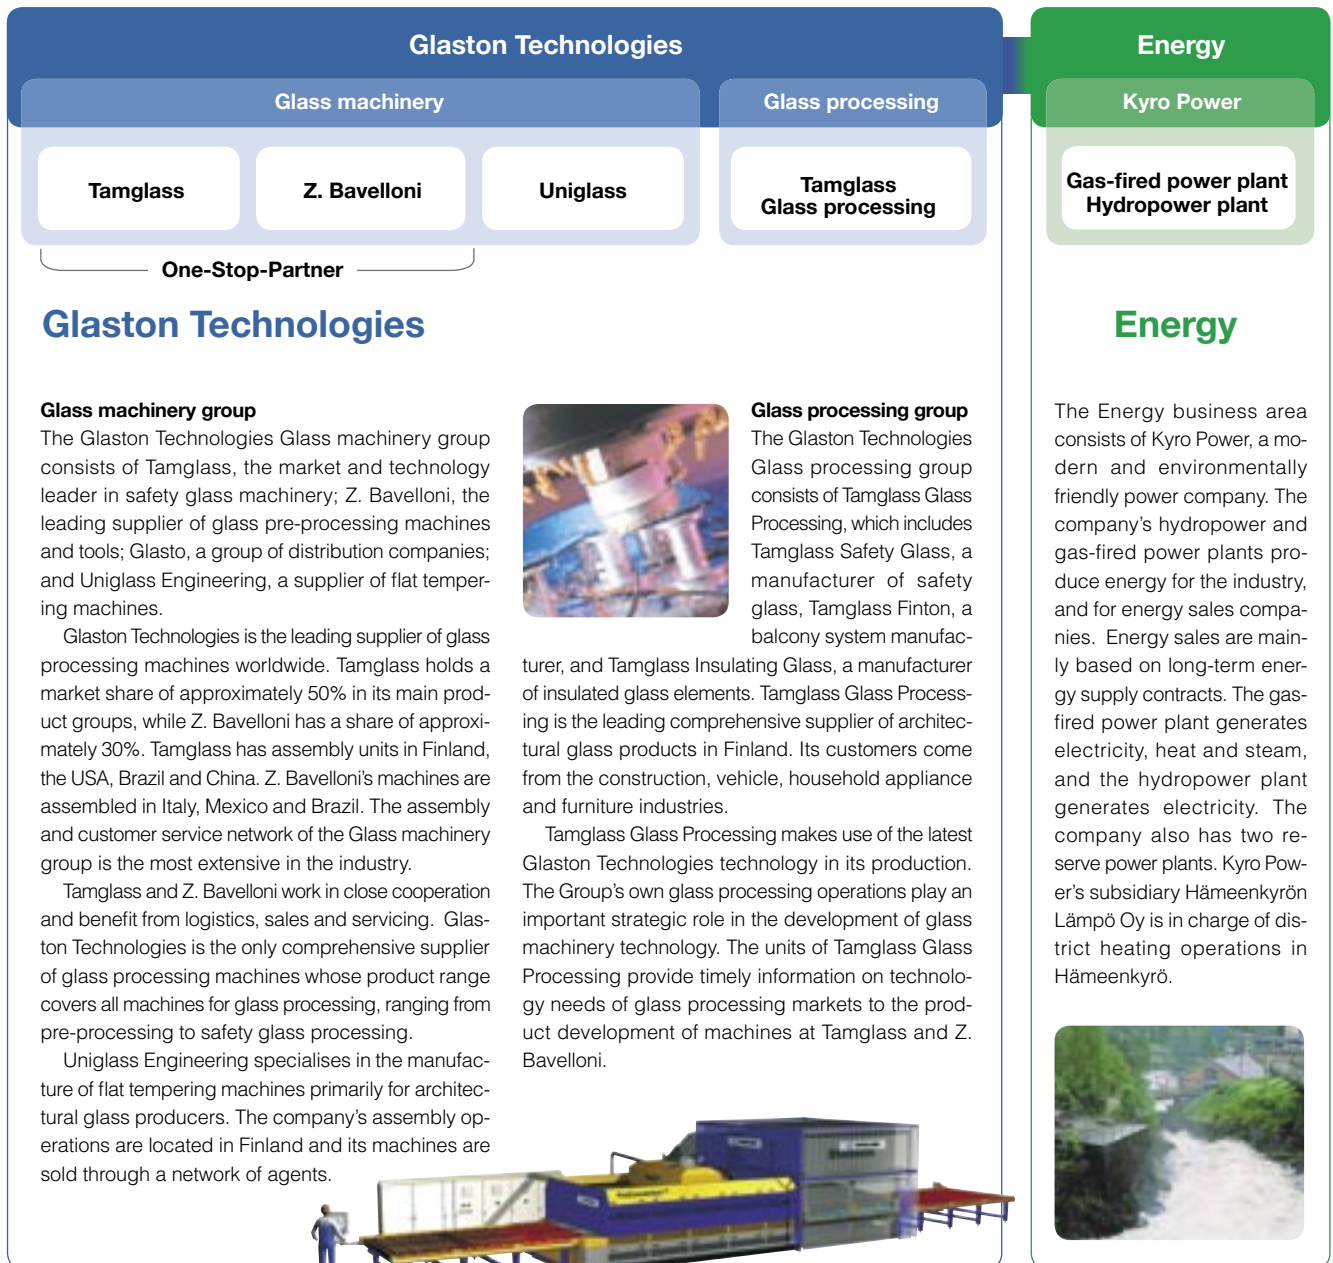 Glaston Technologies
Energy
Glass machinery
Glass processing
Kyro Power
Tamglass
Z. Bavelloni
Uniglass
Tamglass
Glass processing
Gas-fired power plant
Hydropower plant
One-Stop-Partner
Glaston Technologies
Glass machinery group
The Glaston Technologies Glass machinery group
consists of Tamglass, the market and technology
leader in safety glass machinery; Z. Bavelloni, the
leading supplier of glass pre-processing machines
and tools; Glasto, a group of distribution companies;
and Uniglass Engineering, a supplier of flat temper-
ing machines.
Glaston Technologies is the leading supplier of glass
processing machines worldwide. Tamglass holds a
market share of approximately 50% in its main prod-
uct groups, while Z. Bavelloni has a share of approxi-
mately 30%. Tamglass has assembly units in Finland,
the USA, Brazil and China. Z. Bavelloni's machines are
assembled in Italy, Mexico and Brazil. The assembly
and customer service network of the Glass machinery
group is the most extensive in the industry.
Tamglass and Z. Bavelloni work in close cooperation
and benefit from logistics, sales and servicing. Glas-
ton Technologies is the only comprehensive supplier
of glass processing machines whose product range
covers all machines for glass processing, ranging from
pre-processing to safety glass processing.
Uniglass Engineering specialises in the manufac-
ture of flat tempering machines primarily for architec-
tural glass producers. The company's assembly op-
erations are located in Finland and its machines are
sold through a network of agents.
Glass processing group
The Glaston Technologies
Glass processing group
consists of Tamglass Glass
Processing, which includes
Tamglass Safety Glass, a
manufacturer of safety
glass, Tamglass Finton, a
balcony system manufac-
turer, and Tamglass Insulating Glass, a manufacturer
of insulated glass elements. Tamglass Glass Process-
ing is the leading comprehensive supplier of architec-
tural glass products in Finland. Its customers come
from the construction, vehicle, household appliance
and furniture industries.
Tamglass Glass Processing makes use of the latest
Glaston Technologies technology in its production.
The Group's own glass processing operations play an
important strategic role in the development of glass
machinery technology. The units of Tamglass Glass
Processing provide timely information on technolo-
gy needs of glass processing markets to the prod-
uct development of machines at Tamglass and Z.
Bavelloni.
Energy
The Energy business area
consists of Kyro Power, a mo-
dern and environmentally
friendly power company. The
company's hydropower and
gas-fired power plants pro-
duce energy for the industry,
and for energy sales compa-
nies. Energy sales are main-
ly based on long-term ener-
gy supply contracts. The gas-
fired power plant generates
electricity, heat and steam,
and the hydropower plant
generates electricity. The
company also has two re-
serve power plants. Kyro Pow-
er's subsidiary Hämeenkyrön
Lämpö Oy is in charge of dis-
trict heating operations in
Hämeenkyrö.